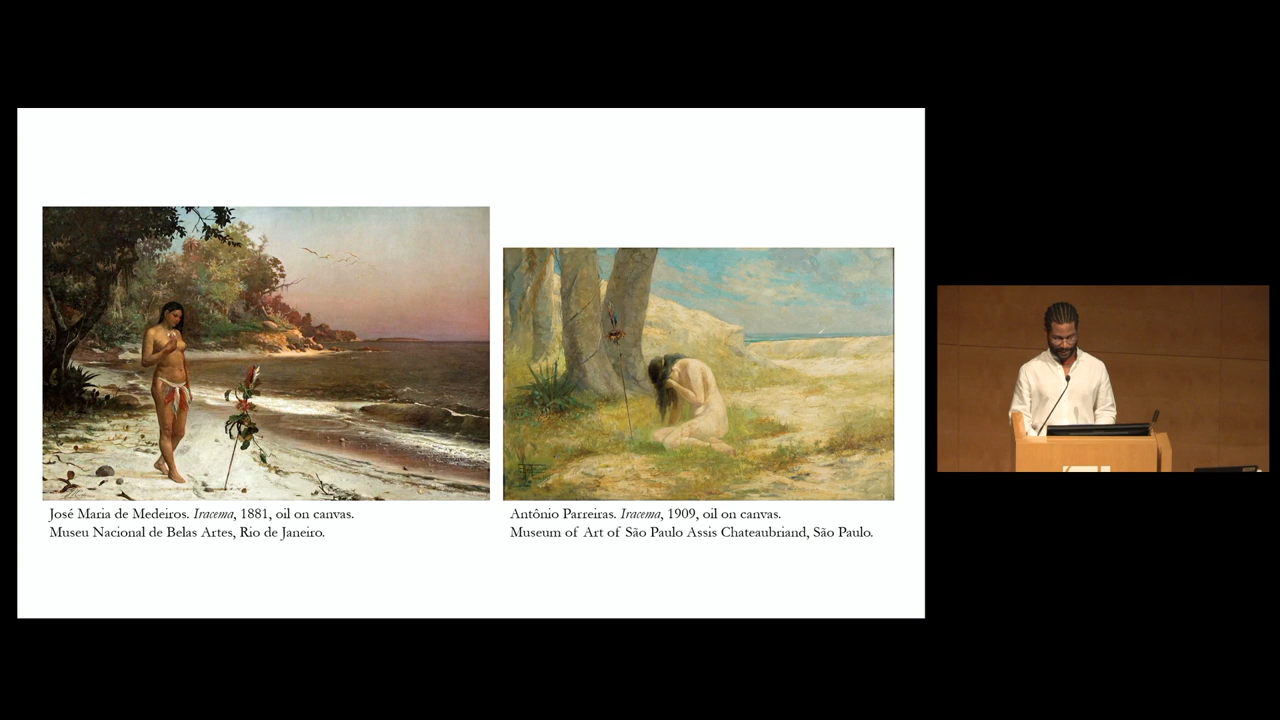 José Maria de Medeiros. Iracema, 1881, oil on canvas.
Museu Nacional de Belas Artes, Rio de Janeiro.
Antônio Parreiras. Iracema, 1909, oil on canvas.
Museum of Art of São Paulo Assis Chateaubriand, São Paulo.